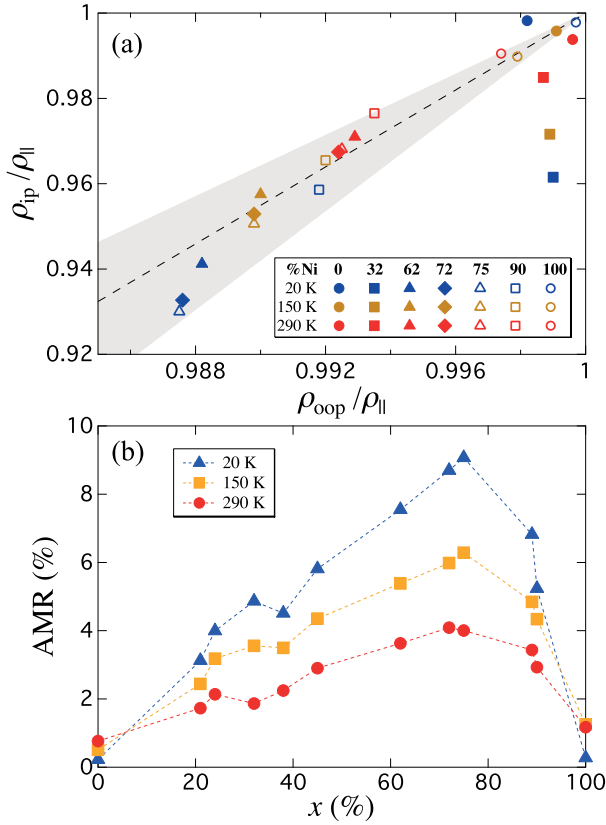 (a)
1
0.98
0.96
0.94
0.92
ρip/ρ||
%Ni 0 32 62 72 75 90 100
20 K
150 K
290 K
0.988 0.992 0.996 1
ρoop/ρ||
(b)
10
8
6
4
2
0
AMR (%)
20 K
150 K
290 K
0 20 40 60 80 100
x (%)